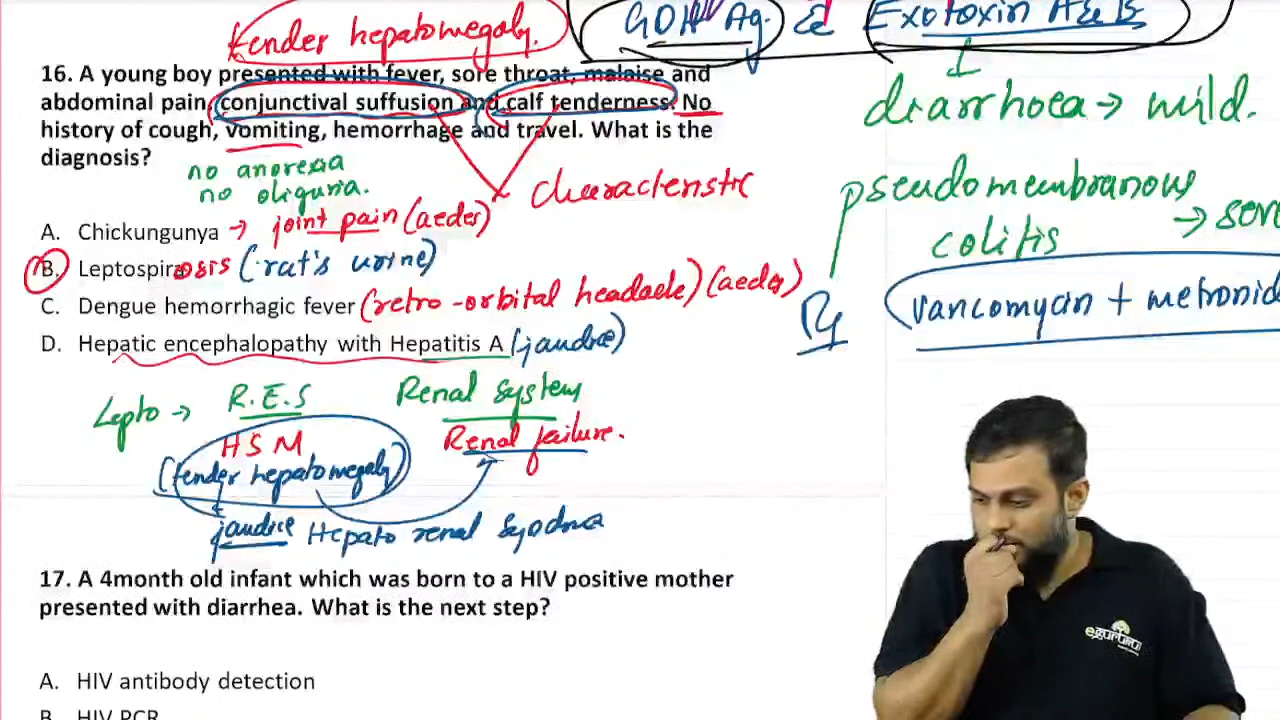 tender hepatomegaly.
GDH Ag. & Exotoxin A & B
diarrhoea → mild.
pseudomembranous
colitis →
Rx vancomycin +
16. A young boy presented with fever, sore throat, malaise and
abdominal pain, conjunctival suffusion and calf tenderness. No
history of cough, vomiting, hemorrhage and travel. What is the
diagnosis?
no anorexia
no oliguria.
characteristic
A. Chickungunya → joint pain (aedes)
B. Leptospirosis (rat's urine)
C. Dengue hemorrhagic fever (retro-orbital headache) (aedes)
D. Hepatic encephalopathy with Hepatitis A (jaundice)
Lepto → R.E.S Renal system
HSM Renal failure.
(tender hepatomegaly)
jaundice Hepato renal
17. A 4month old infant which was born to a HIV positive mother
presented with diarrhea. What is the next step?
A. HIV antibody detection
B. HIV PCR
egurukul